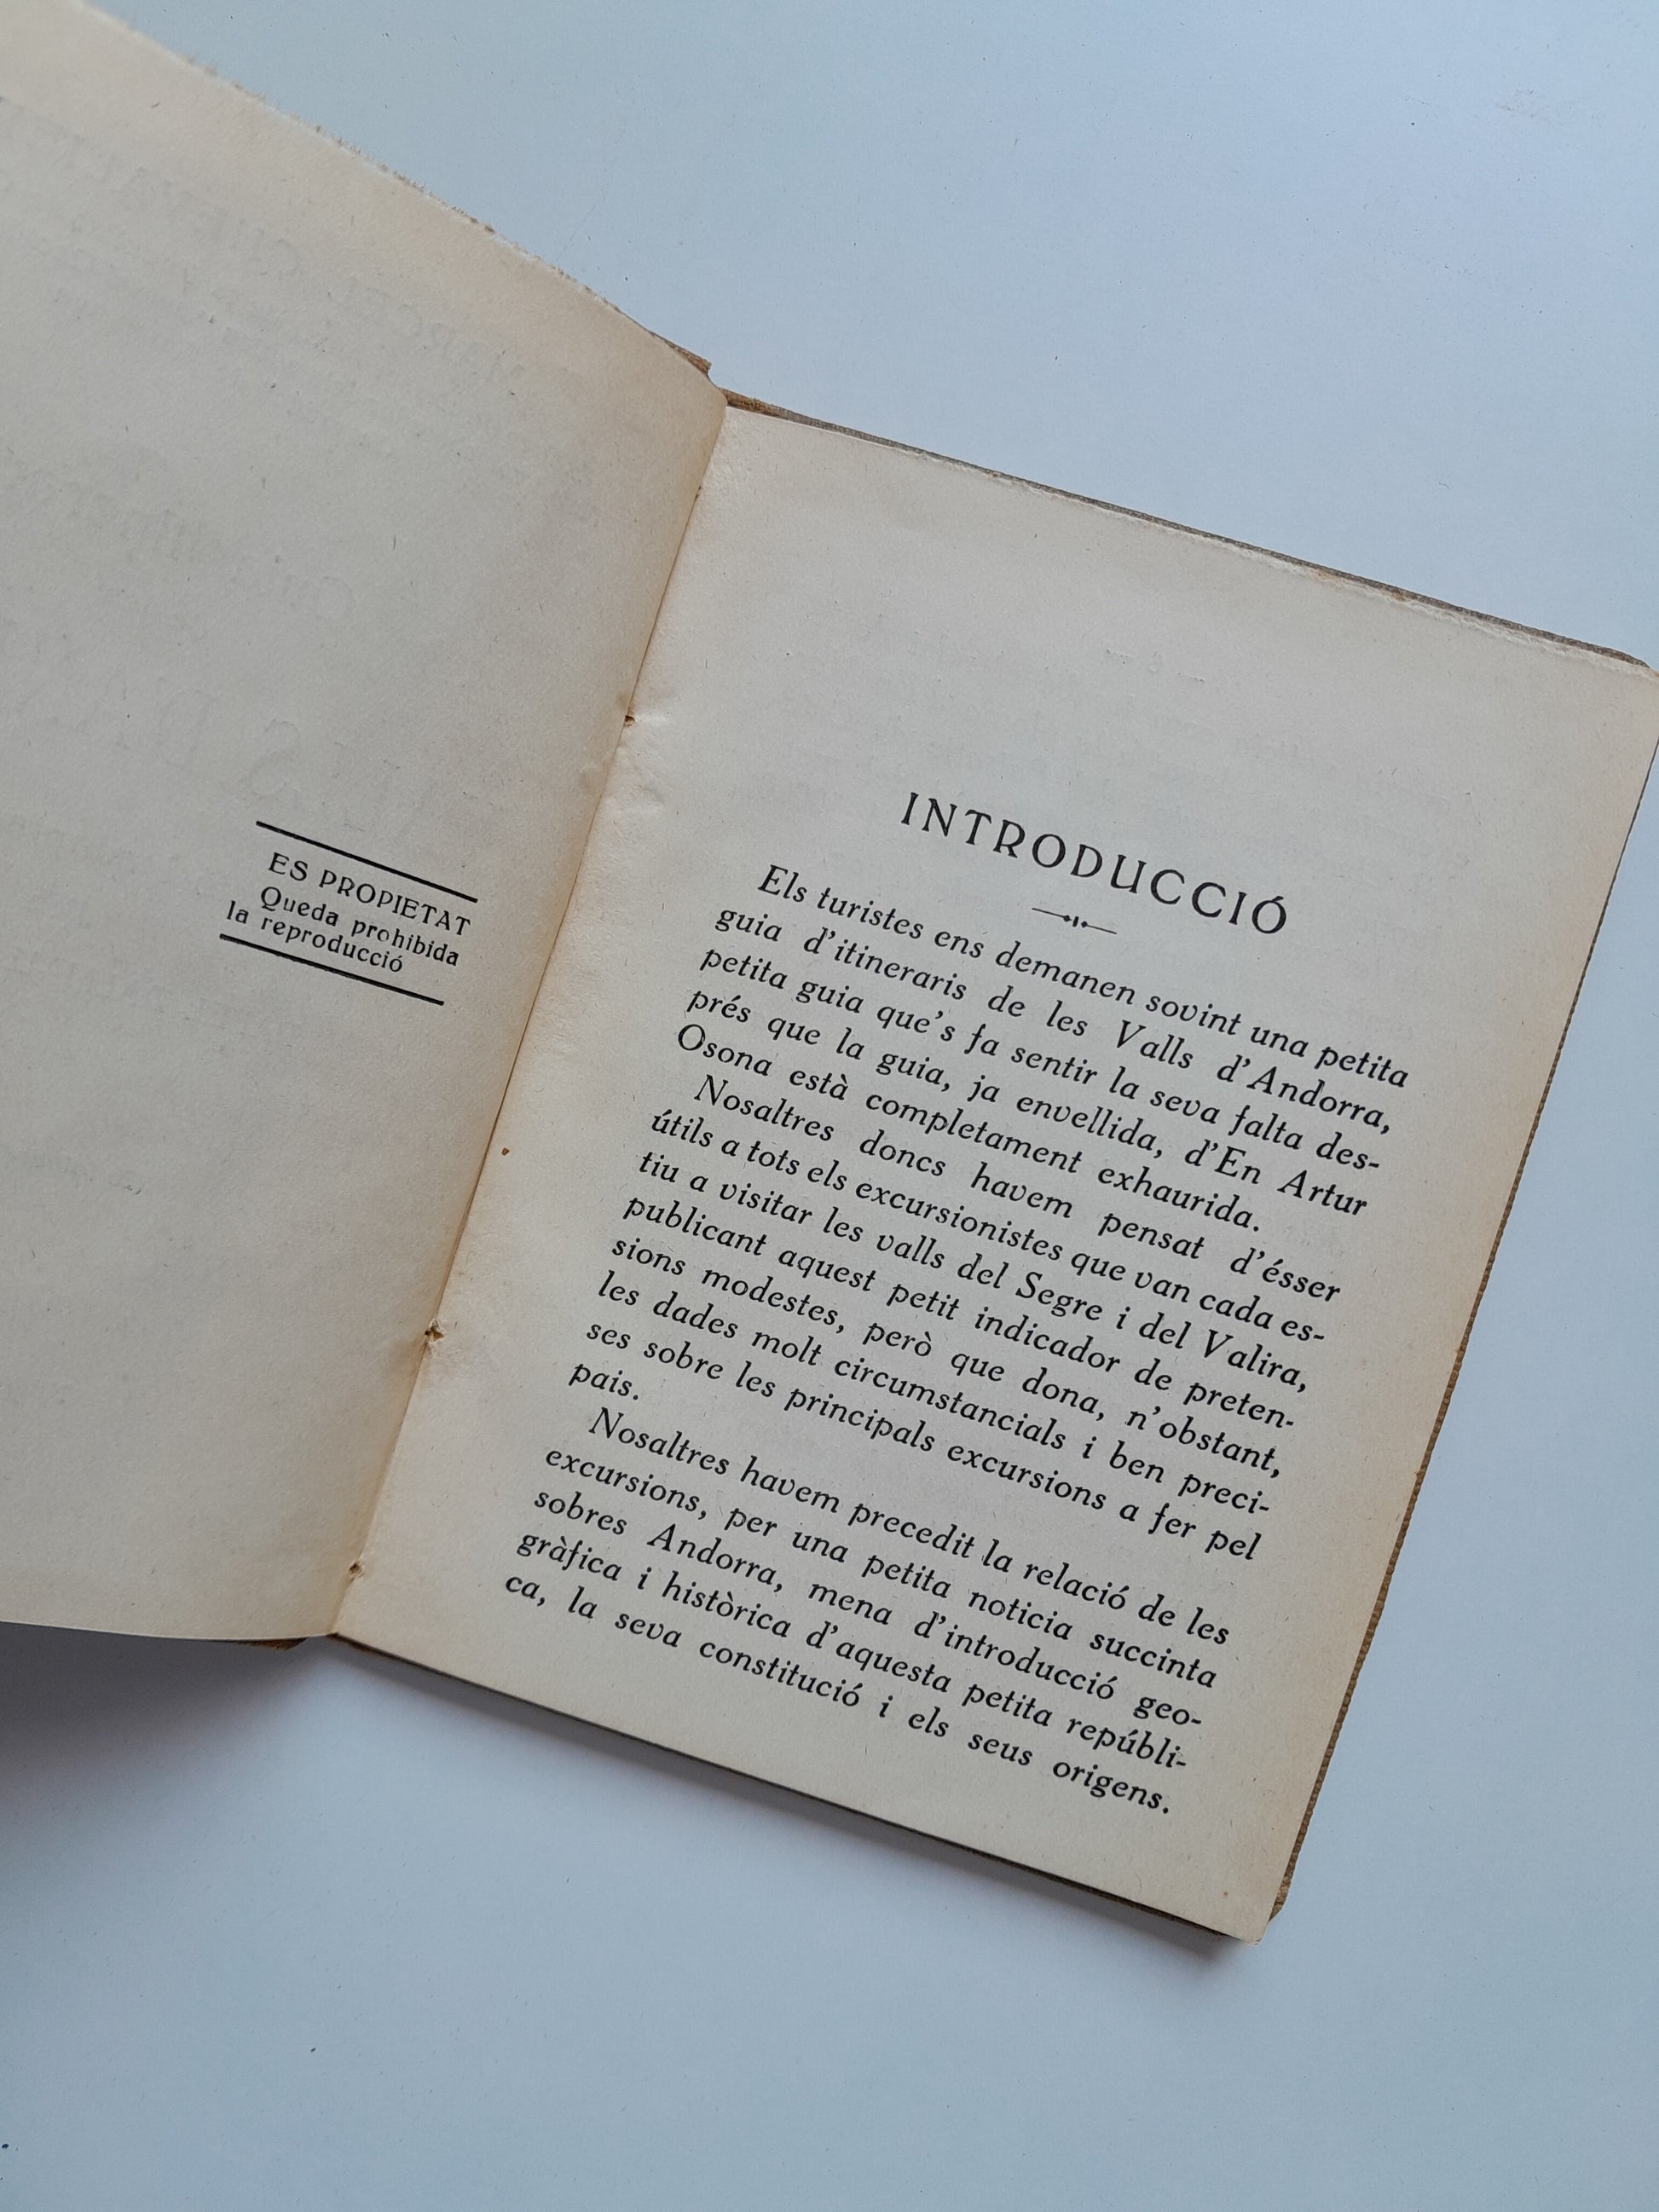 ES PROPIETAT
Queda prohibida
la reproducció
INTRODUCCIÓ
Els turistes ens demanen sovint una petita
guia d'itineraris de les Valls d'Andorra,
petita guia que's fa sentir la seva falta des-
prés que la guia, ja envellida, d'En Artur
Osona està completament exhaurida.
Nosaltres doncs havem pensat d'ésser
útils a tots els excursionistes que van cada es-
tiu a visitar les valls del Segre i del Valira,
publicant aquest petit indicador de preten-
sions modestes, però que dona, n'obstant,
les dades molt circumstancials i ben preci-
ses sobre les principals excursions a fer pel
pais.
Nosaltres havem precedit la relació de les
excursions, per una petita noticia succinta
sobres Andorra, mena d'introducció geo-
gràfica i històrica d'aquesta petita repúbli-
ca, la seva constitució i els seus origens.